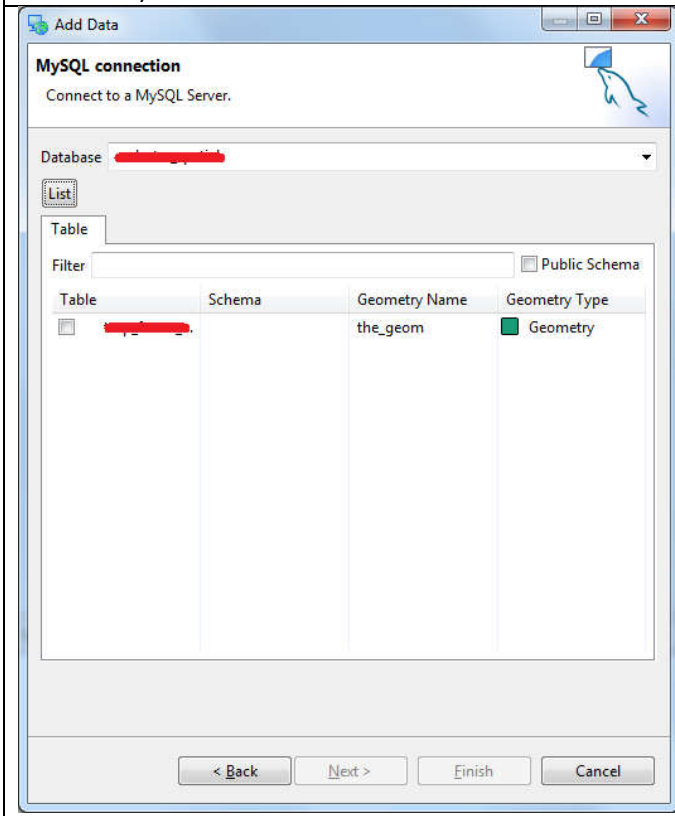 Add Data
MySQL connection
Connect to a MySQL Server.
Database
List
Table
Filter
Public Schema
Table Schema Geometry Name Geometry Type
the_geom Geometry
< Back Next > Finish Cancel